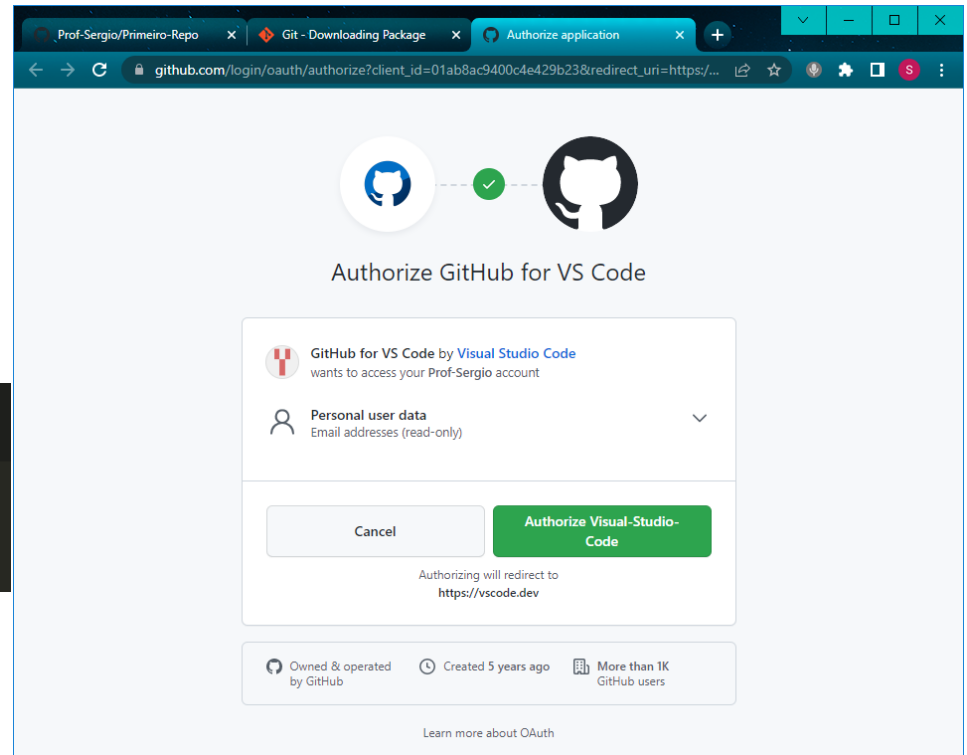 Prof-Sergio/Primeiro-Repo
Git - Downloading Package
Authorize application
github.com/login/oauth/authorize?client_id=01ab8ac9400c4e429b23&redirect_uri=https:/...
S
Authorize GitHub for VS Code
GitHub for VS Code by Visual Studio Code
wants to access your Prof-Sergio account
Personal user data
Email addresses (read-only)
Cancel
Authorize Visual-Studio-
Code
Authorizing will redirect to
https://vscode.dev
Owned & operated
by GitHub
Created 5 years ago
More than 1K
GitHub users
Learn more about OAuth